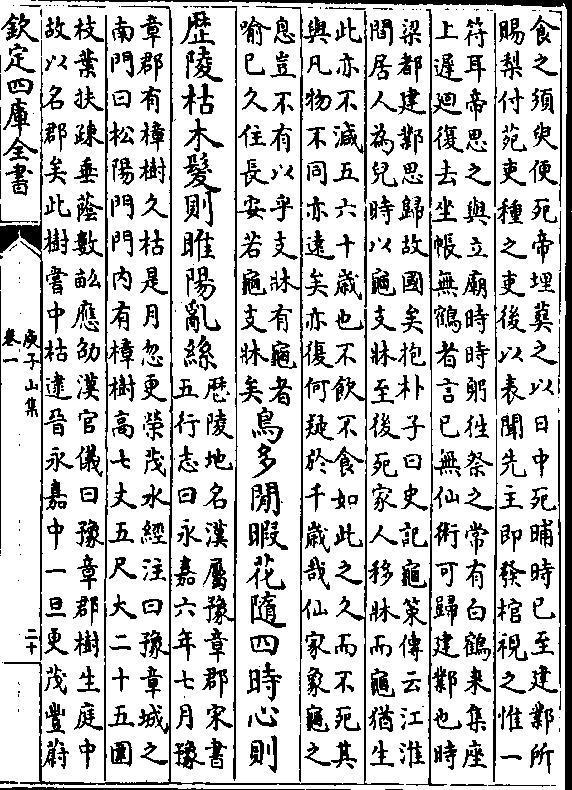 食之須臾便死帝埋葬之以日中死晡時已至建鄴所
賜梨付苑吏種之吏後以表聞先主即發棺視之惟一
符耳帝思之與立廟時時躬徃祭之常有白鶴來集座
上遲廻復去坐帳無鶴者言已無仙術可歸建鄴也時
梁都建鄴思歸故國矣抱朴子曰史記龜策傳云江淮
間居人為兒時以龜支牀至後死家人移牀而龜猶生
此亦不減五六十歲也不飲不食如此之久而不死其
與凡物不同亦遠矣亦復何疑於千歲哉仙家象龜之
息豈不有以乎支牀有龜者
喻已久住長安若龜支牀矣
鳥多閒暇花隨四時心則
歴陵枯木髮則睢陽亂絲
歴陵地名漢屬豫章郡宋書
五行志曰永嘉六年七月豫
章郡有樟樹久枯是月忽更榮茂水經注曰豫章城之
南門曰松陽門門内有樟樹髙七丈五尺大二十五圍
枝葉扶疎垂蔭數畝應劭漢官儀曰豫章郡樹生庭中
故以名郡矣此樹嘗中枯逮晉永嘉中一旦更茂豐蔚
欽定四庫全書
庾子山集
卷一
二十